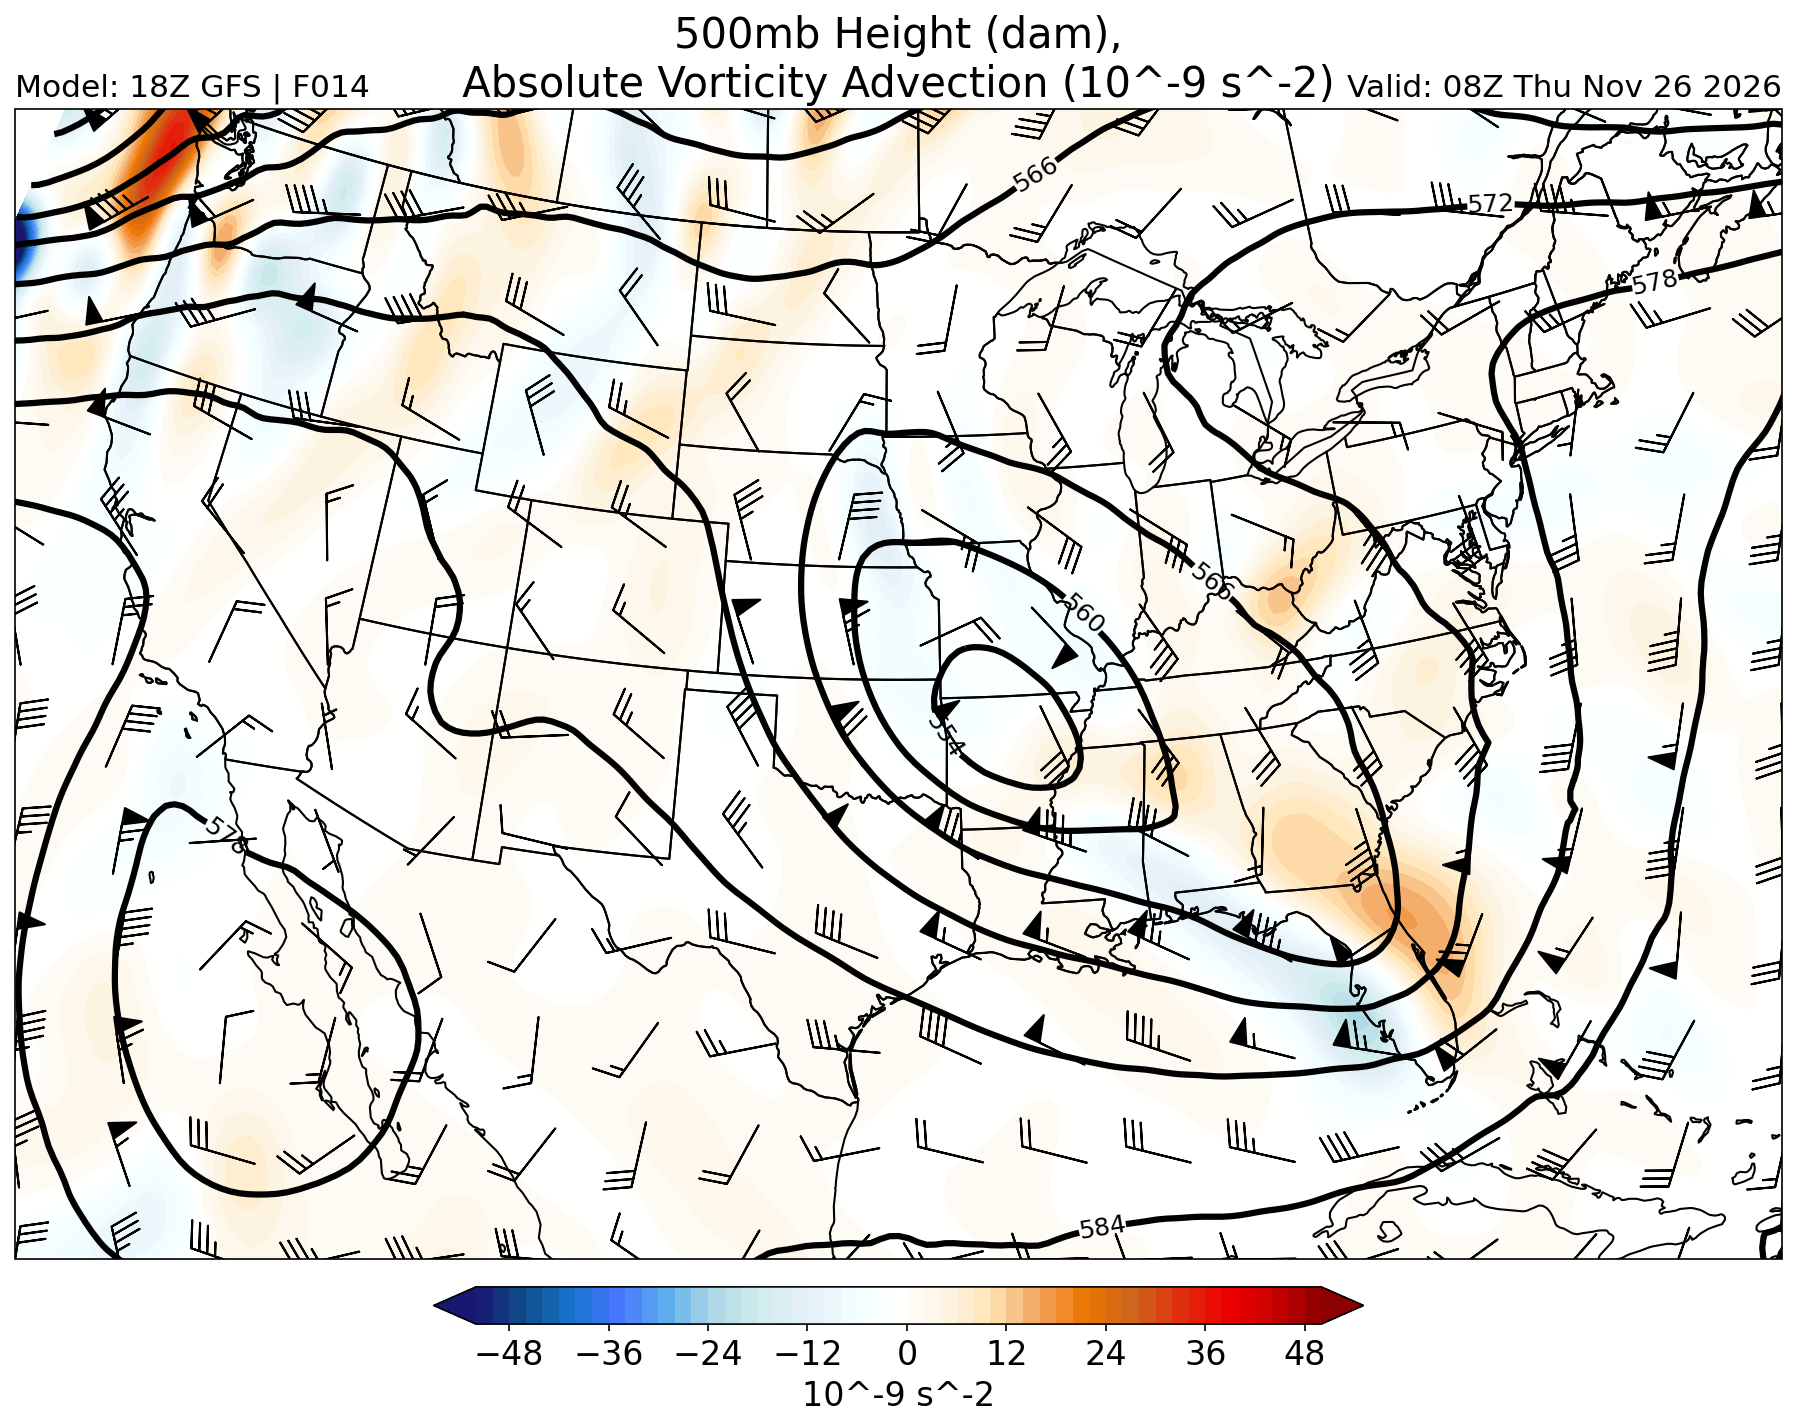 500mb Height (dam),
Model: 18Z GFS | F014
Absolute Vorticity Advection (10^-9 s^-2)
Valid: 08Z Thu Nov 26 2026
566
572
578
566
560
554
578
584
−48 −36 −24 −12 0 12 24 36 48
10^-9 s^-2